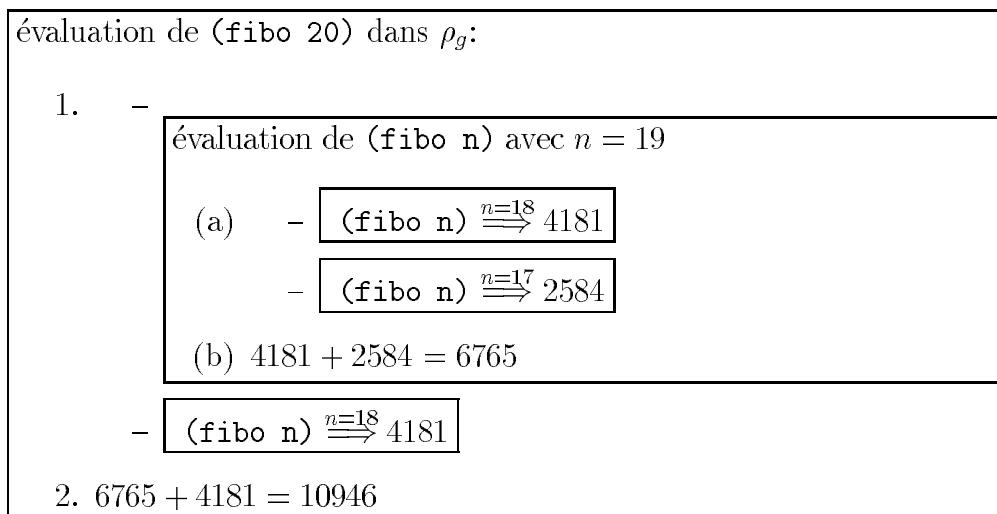 évaluation de (fibo 20) dans ρg:
1. –
évaluation de (fibo n) avec n = 19
(a) – (fibo n) n=18⟹ 4181
– (fibo n) n=17⟹ 2584
(b) 4181 + 2584 = 6765
– (fibo n) n=18⟹ 4181
2. 6765 + 4181 = 10946